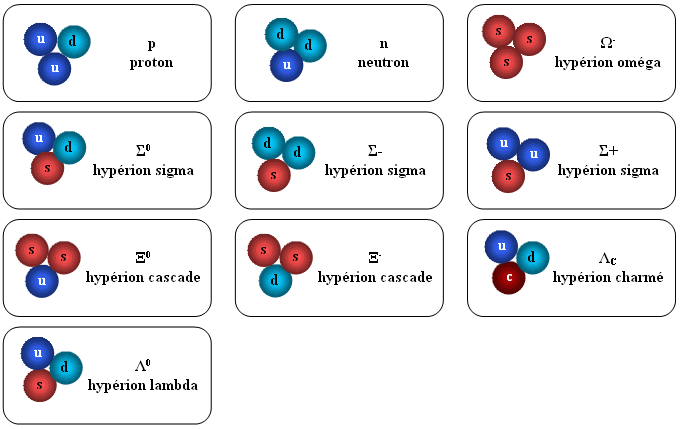 u d u
p
proton
d d u
n
neutron
s s s
Ω-
hypérion oméga
u d s
Σ0
hypérion sigma
d d s
Σ-
hypérion sigma
u u s
Σ+
hypérion sigma
s s u
Ξ0
hypérion cascade
s s d
Ξ-
hypérion cascade
u d c
Λc
hypérion charmé
u d s
Λ0
hypérion lambda